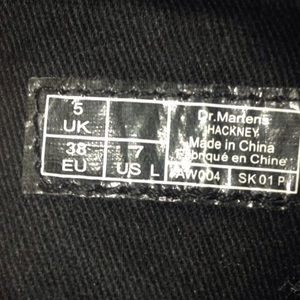 5
UK
38
EU
7
US L
Dr.Martens
HACKNEY
Made in China
Fabriqué en Chine
AW004
SK01P